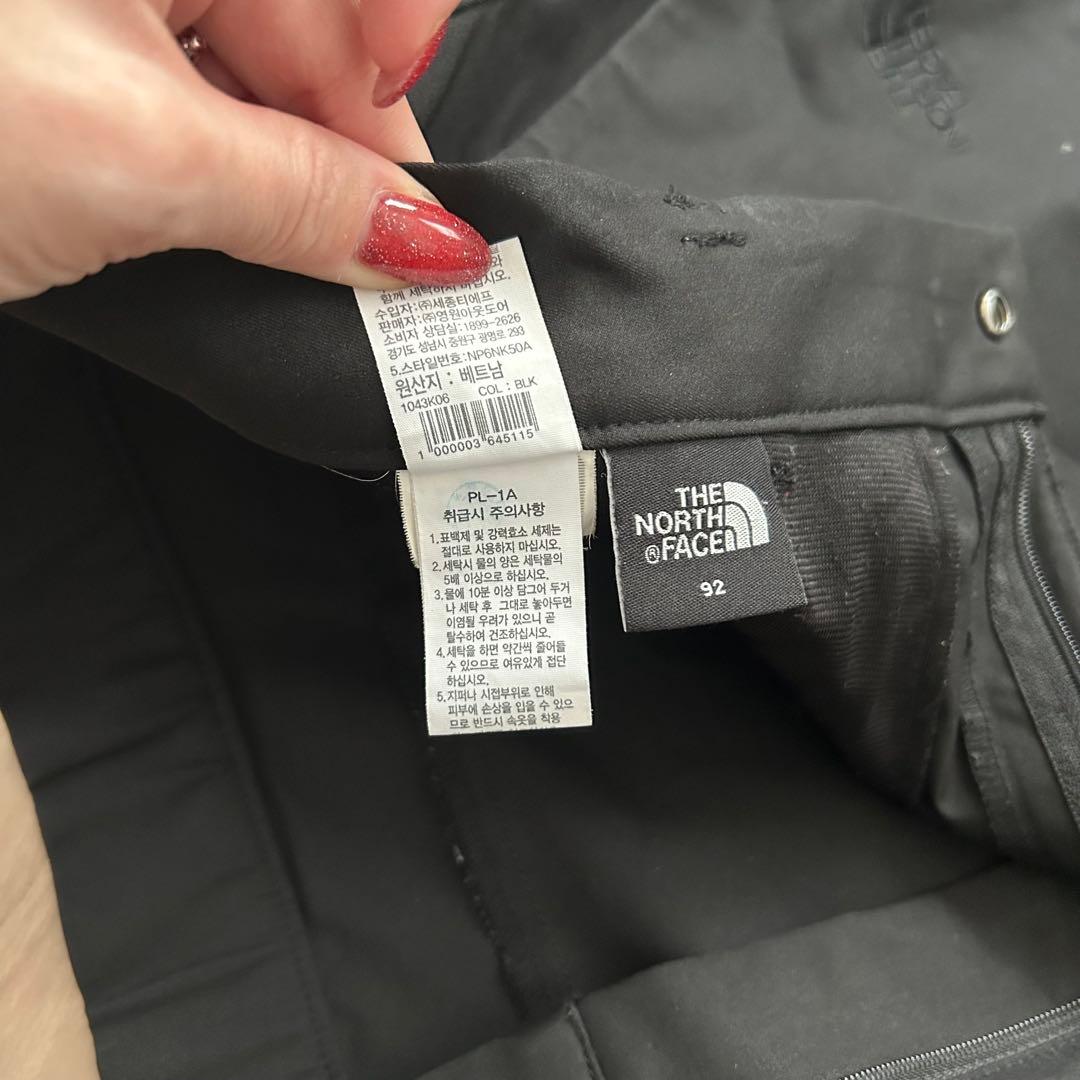 함께 세탁하지 마십시오.
수입자:(주)세종티에프
판매자:(주)영원아웃도어
소비자 상담실:1899-2626
경기도 성남시 중원구 광명로 293
5.스타일번호:NP6NK50A
원산지 : 베트남
1043K06 COL : BLK
1 000003 645115
PL-1A
취급시 주의사항
1.표백제 및 강력효소 세제는
절대로 사용하지 마십시오.
2.세탁시 물의 양은 세탁물의
5배 이상으로 하십시오.
3.물에 10분 이상 담그어 두거
나 세탁 후 그대로 놓아두면
이염될 우려가 있으니 곧
탈수하여 건조하십시오.
4.세탁을 하면 약간씩 줄어들
수 있으므로 여유있게 접단
하십시오.
5.지퍼나 시접부위로 인해
피부에 손상을 입을 수 있으
므로 반드시 속옷을 착용
THE
NORTH
®FACE
92